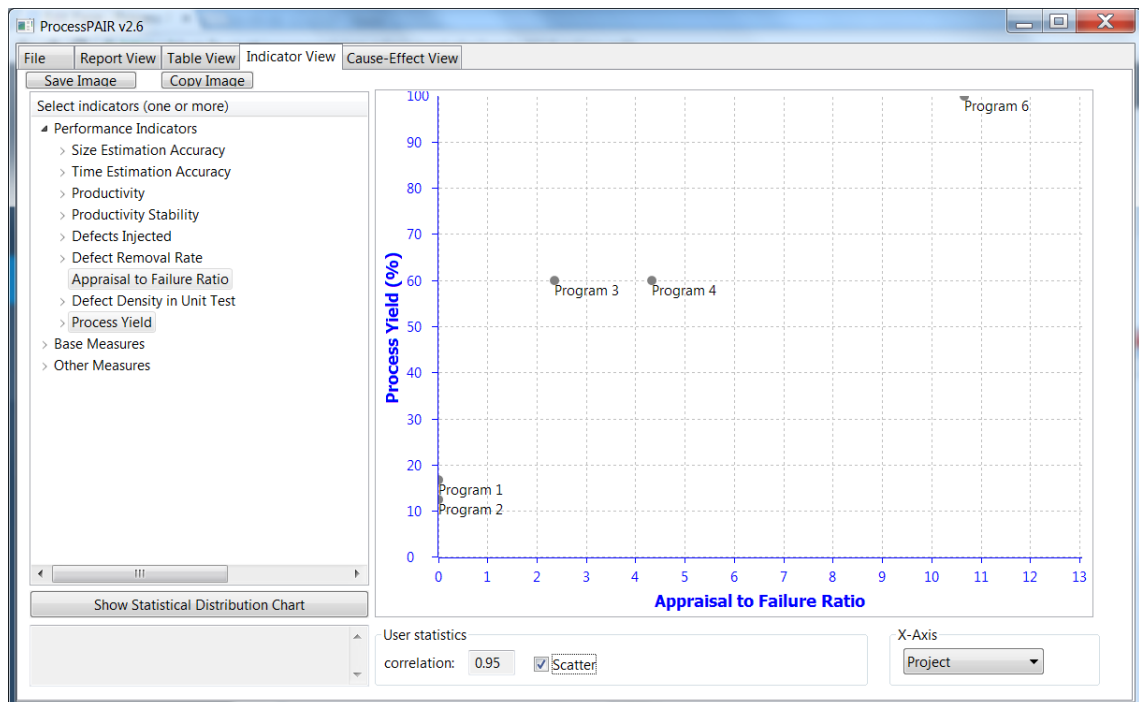 ProcessPAIR v2.6
File Report View Table View Indicator View Cause-Effect View
Save Image Copy Image
Select indicators (one or more)
Performance Indicators
Size Estimation Accuracy
Time Estimation Accuracy
Productivity
Productivity Stability
Defects Injected
Defect Removal Rate
Appraisal to Failure Ratio
Defect Density in Unit Test
Process Yield
Base Measures
Other Measures
Show Statistical Distribution Chart
Process Yield (%)
100
90
80
70
60
50
40
30
20
10
0
Program 6
Program 3 Program 4
Program 1
Program 2
0 1 2 3 4 5 6 7 8 9 10 11 12 13
Appraisal to Failure Ratio
User statistics
correlation: 0.95 Scatter
X-Axis
Project